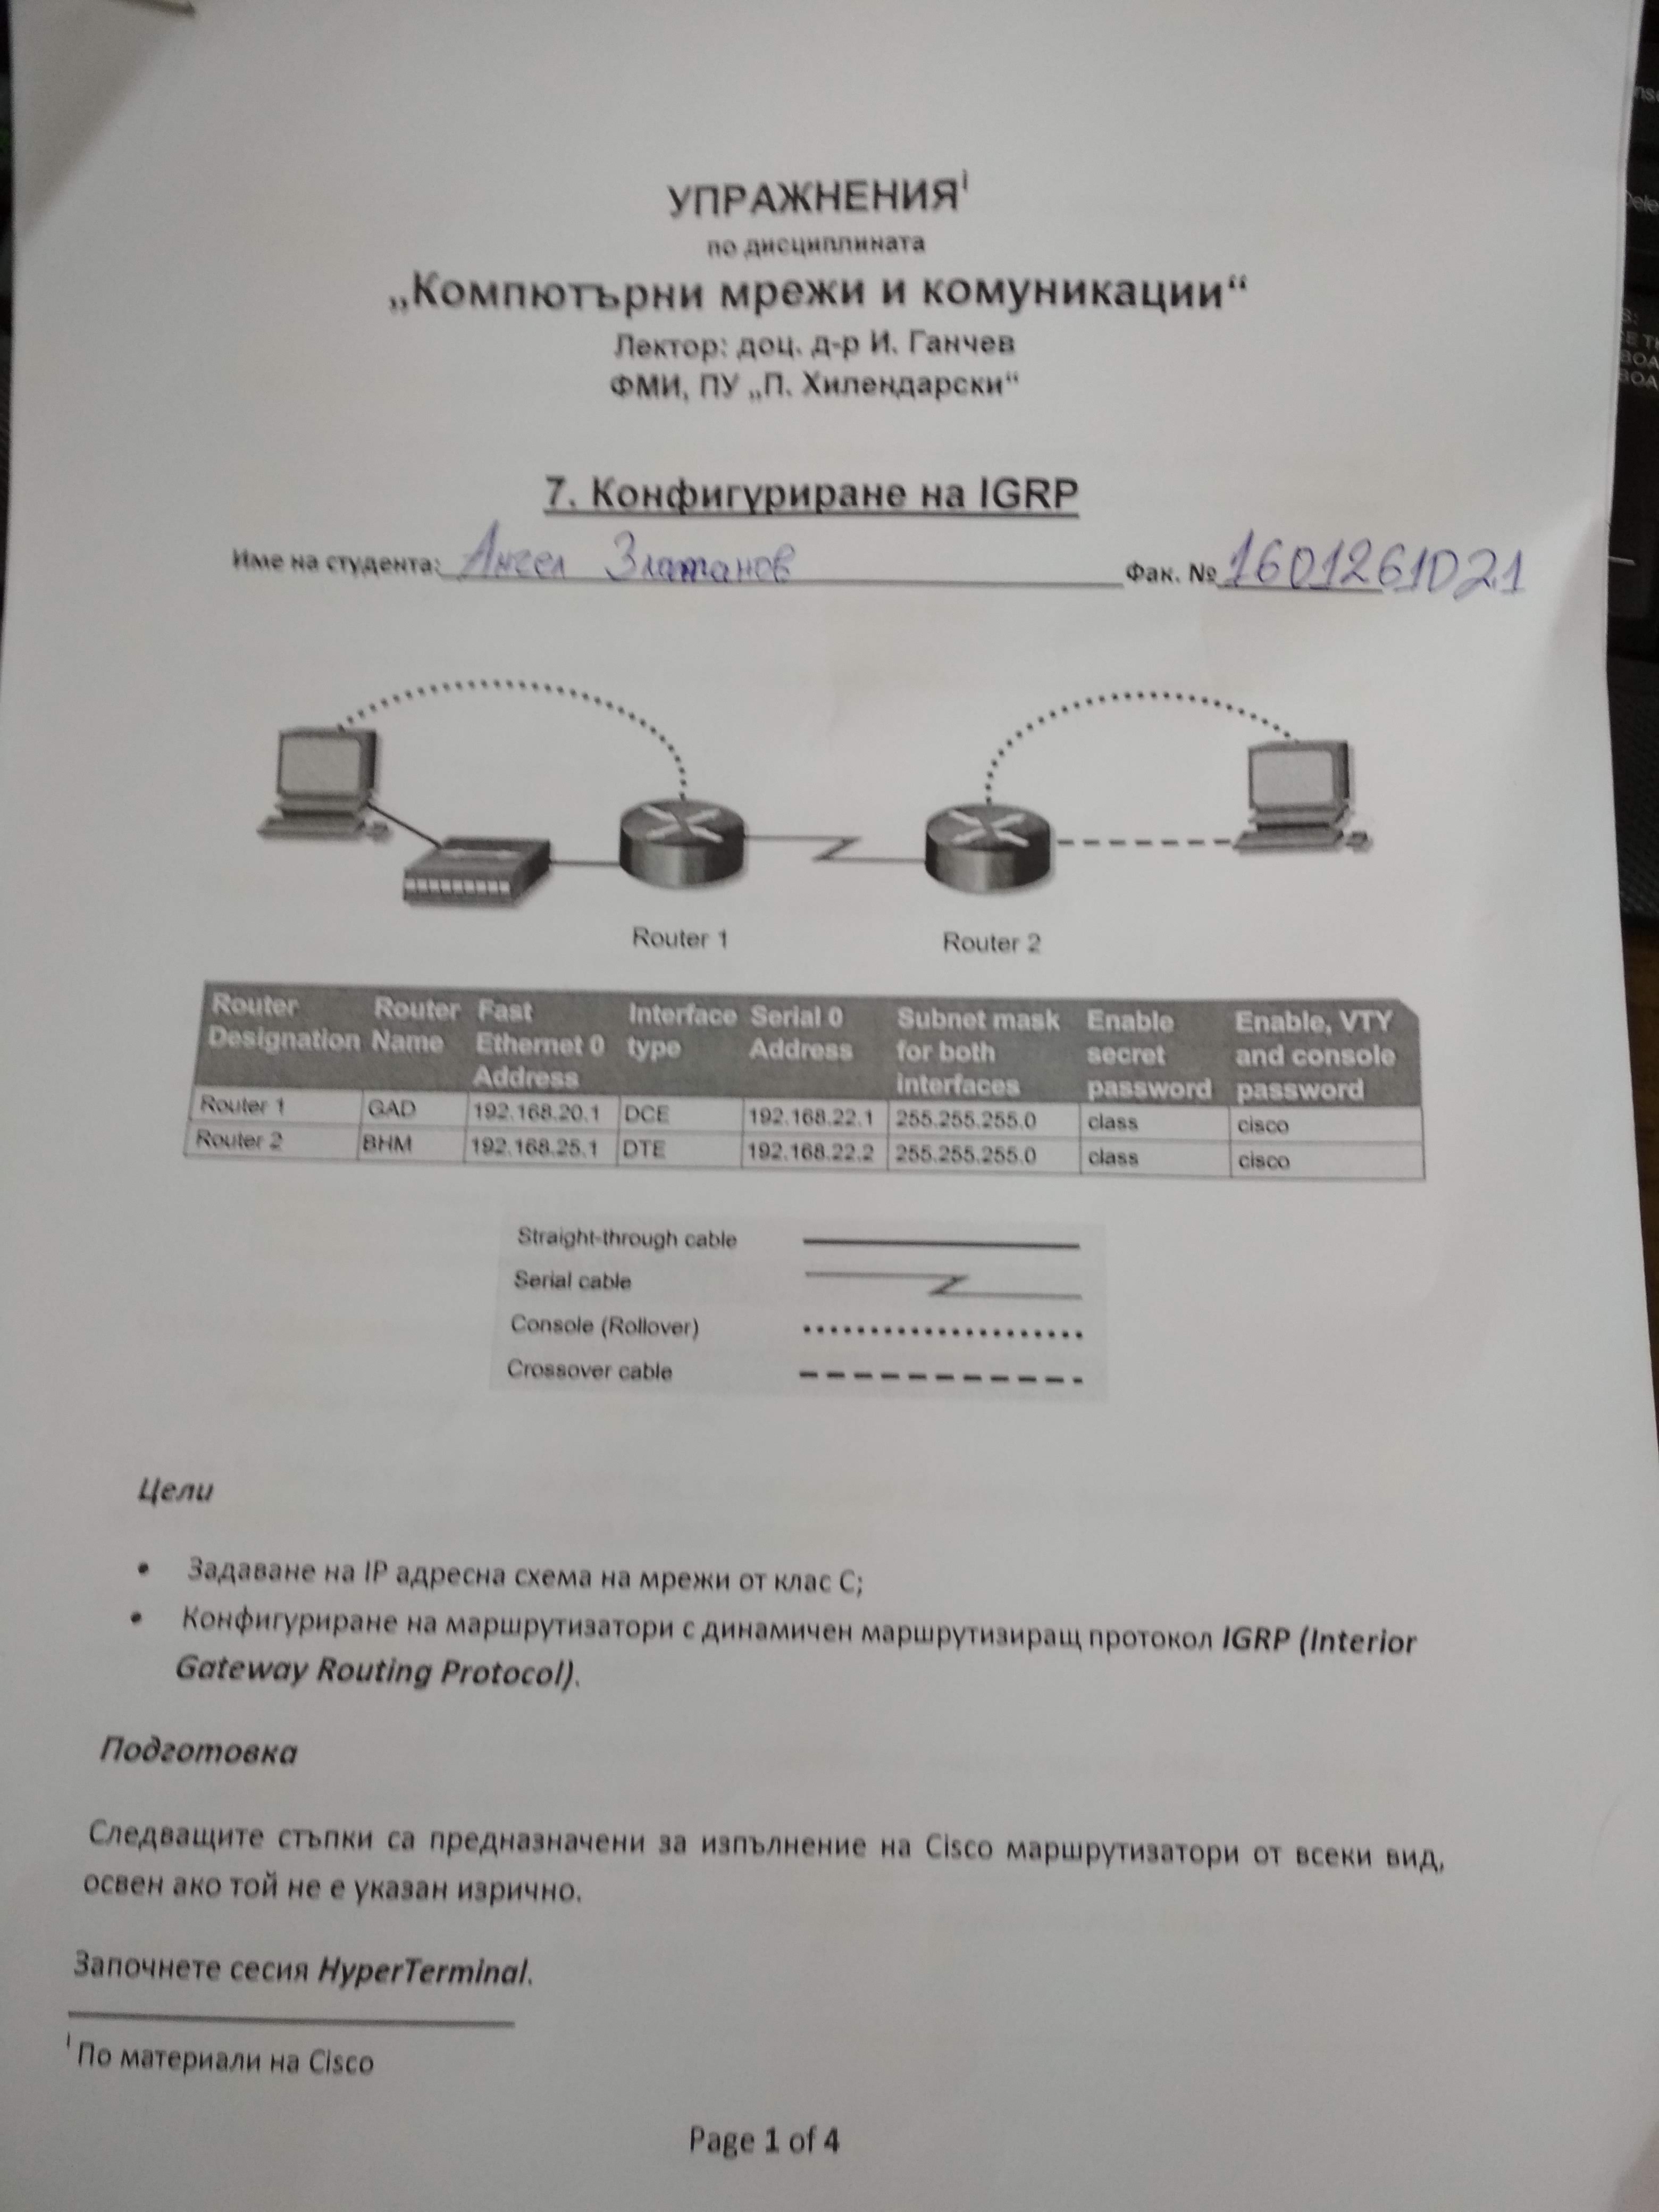 УПРАЖНЕНИЯⁱ
по дисциплината
„Компютърни мрежи и комуникации“
Лектор: доц. д-р И. Ганчев
ФМИ, ПУ „П. Хилендарски“
7. Конфигуриране на IGRP
Име на студента: Ангел Златанов Фак. № 1601261021
Router 1 Router 2
Router Router Fast Interface Serial 0 Subnet mask Enable Enable, VTY
Designation Name Ethernet 0 type Address for both secret and console
Address interfaces password password
Router 1 GAD 192.168.20.1 DCE 192.168.22.1 255.255.255.0 class cisco
Router 2 BHM 192.168.25.1 DTE 192.168.22.2 255.255.255.0 class cisco
Straight-through cable
Serial cable
Console (Rollover)
Crossover cable
Цели
• Задаване на IP адресна схема на мрежи от клас C;
• Конфигуриране на маршрутизатори с динамичен маршрутизиращ протокол IGRP (Interior
Gateway Routing Protocol).
Подготовка
Следващите стъпки са предназначени за изпълнение на Cisco маршрутизатори от всеки вид,
освен ако той не е указан изрично.
Започнете сесия HyperTerminal.
ⁱ По материали на Cisco
Page 1 of 4